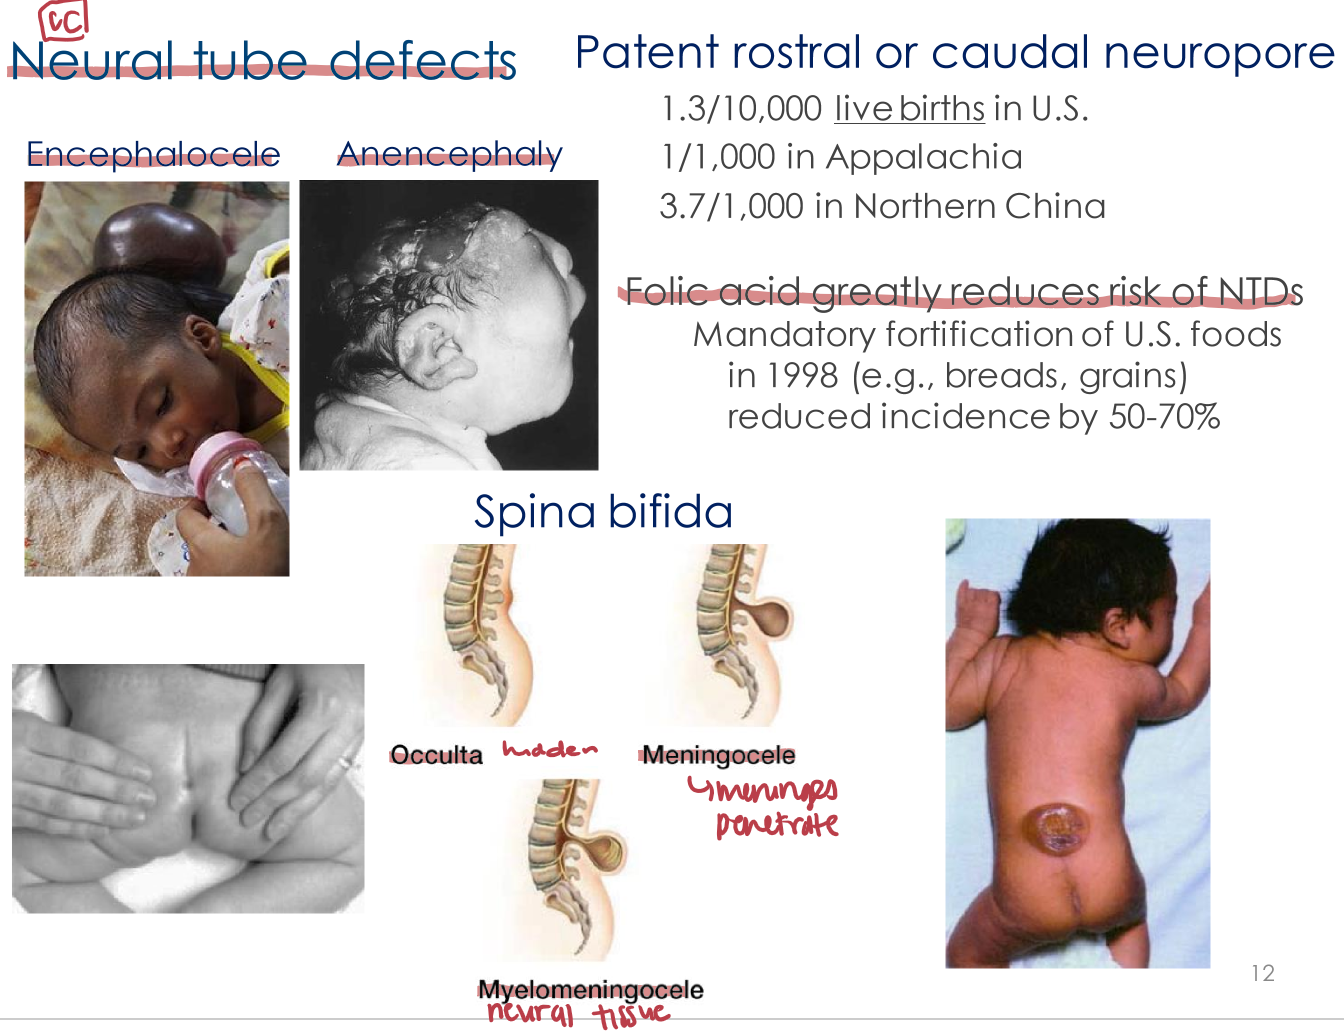 CC
Neural tube defects
Patent rostral or caudal neuropore
1.3/10,000 live births in U.S.
1/1,000 in Appalachia
3.7/1,000 in Northern China
Encephalocele
Anencephaly
Folic acid greatly reduces risk of NTDs
Mandatory fortification of U.S. foods
in 1998 (e.g., breads, grains)
reduced incidence by 50-70%
Spina bifida
Occulta hidden
Meningocele
↳meninges
penetrate
Myelomeningocele
neural tissue
12